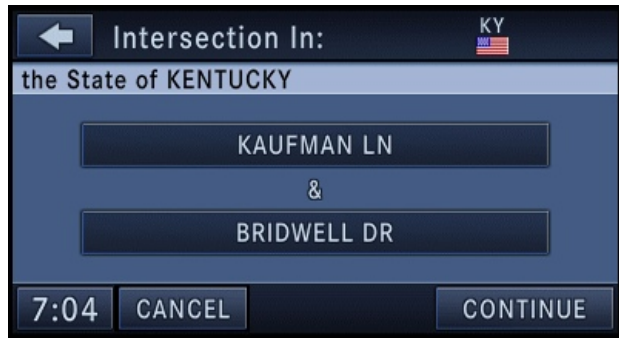 Intersection In:
KY
the State of KENTUCKY
KAUFMAN LN
&
BRIDWELL DR
7:04 CANCEL CONTINUE